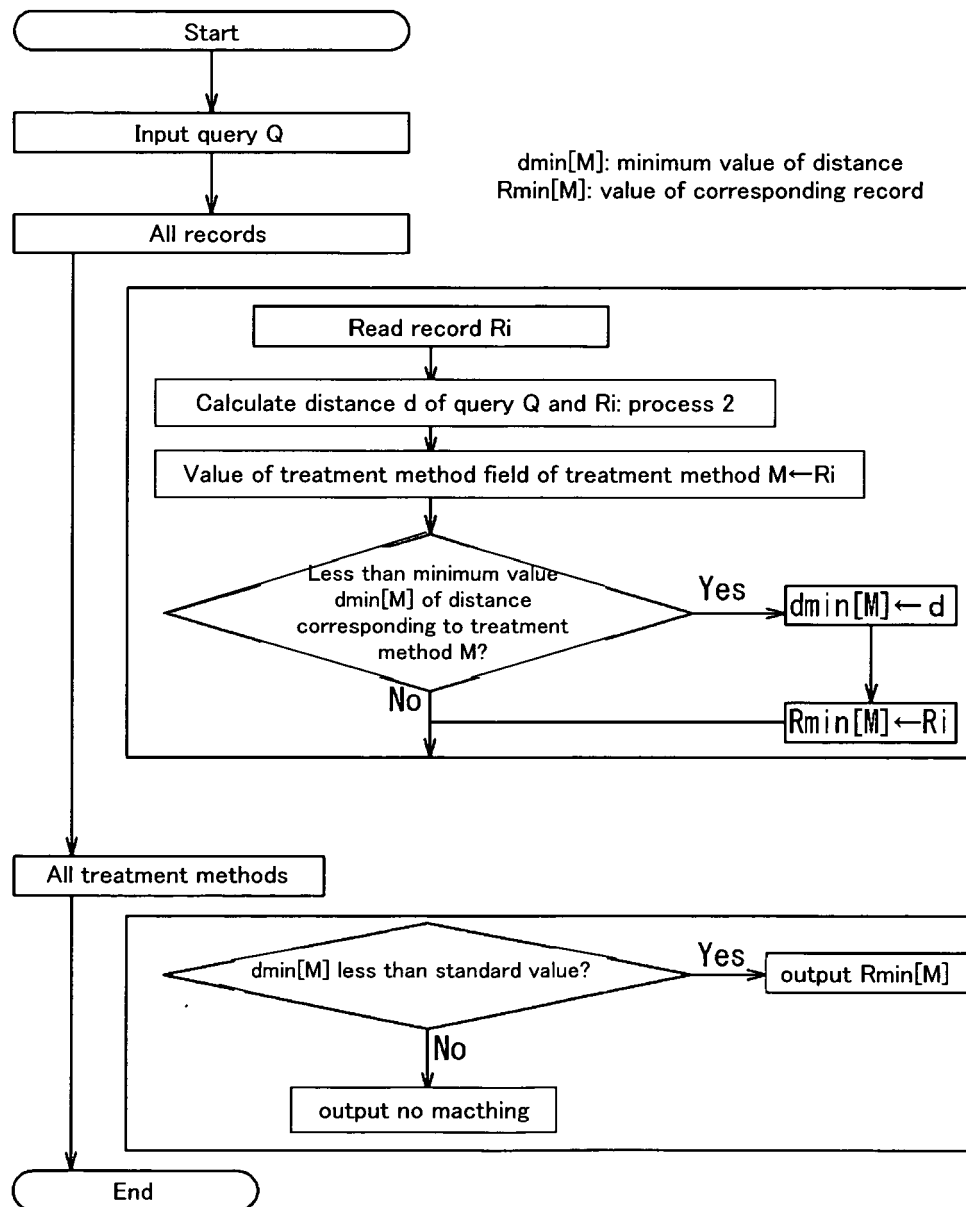 Start
Input query Q
dmin[M]: minimum value of distance
Rmin[M]: value of corresponding record
All records
Read record Ri
Calculate distance d of query Q and Ri: process 2
Value of treatment method field of treatment method M←Ri
Less than minimum value
dmin[M] of distance
corresponding to treatment
method M?
Yes
dmin[M]← d
No
Rmin[M]←Ri
All treatment methods
dmin[M] less than standard value?
Yes
output Rmin[M]
No
output no macthing
End